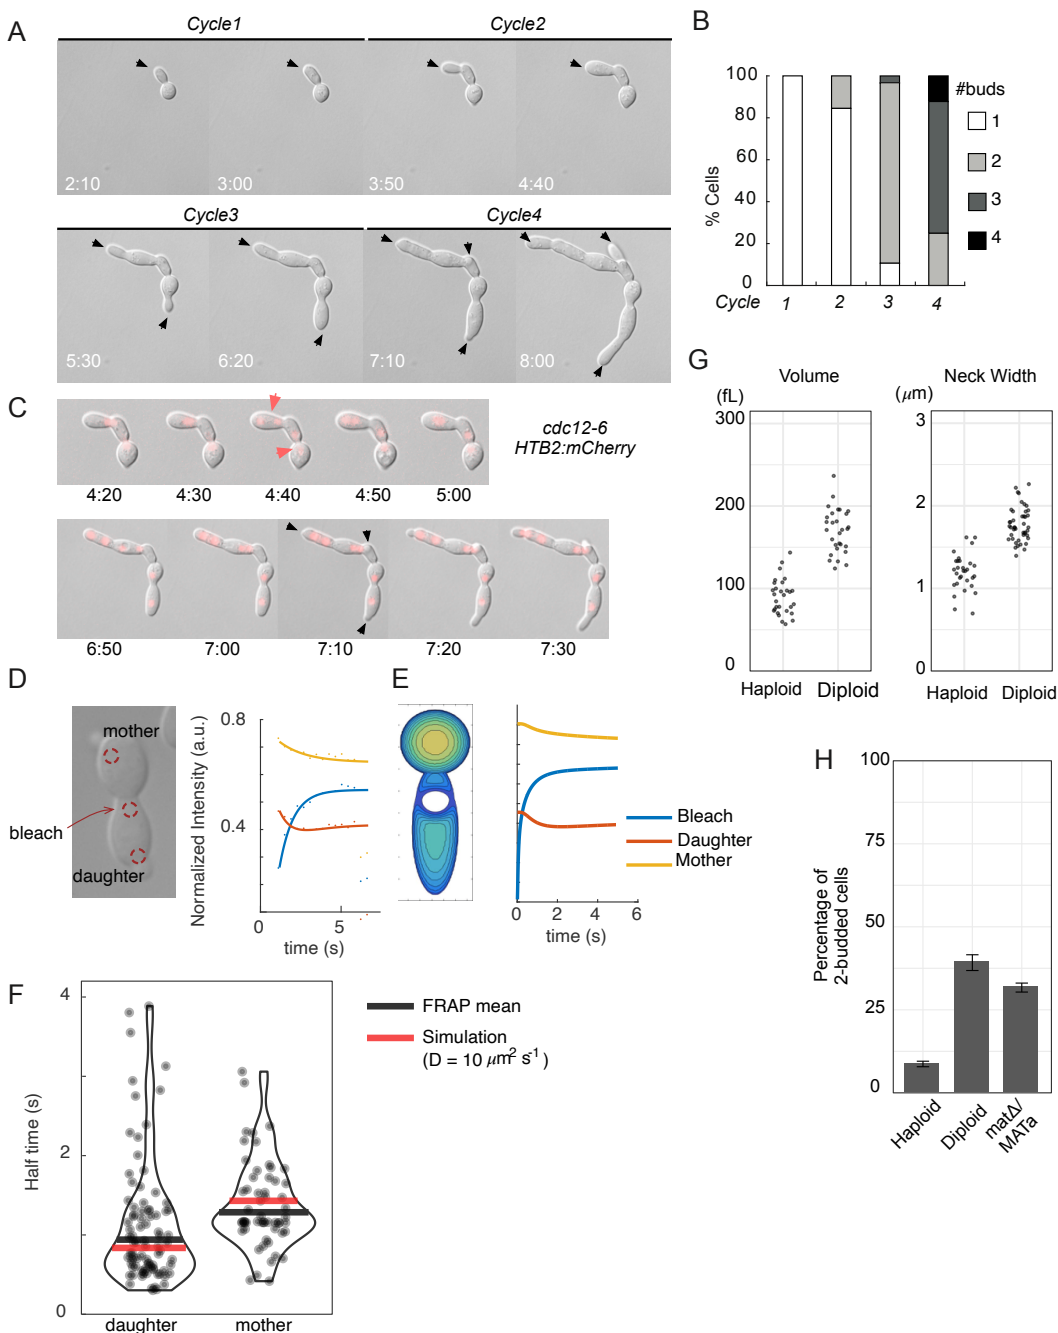 A
Cycle1
Cycle2
2:10
3:00
3:50
4:40
Cycle3
Cycle4
5:30
6:20
7:10
8:00
B
% Cells
100
80
60
40
20
0
Cycle
1
2
3
4
#buds
1
2
3
4
C
4:20
4:30
4:40
4:50
5:00
cdc12-6
HTB2:mCherry
6:50
7:00
7:10
7:20
7:30
D
mother
bleach
daughter
Normalized Intensity (a.u.)
0.8
0.4
0
5
time (s)
E
0
2
4
6
time (s)
Bleach
Daughter
Mother
F
Half time (s)
4
2
0
daughter
mother
FRAP mean
Simulation
(D = 10 μm² s⁻¹)
G
Volume
(fL)
300
200
100
0
Haploid
Diploid
Neck Width
(μm)
3
2
1
0
Haploid
Diploid
H
Percentage of
2-budded cells
100
75
50
25
0
Haploid
Diploid
matΔ/
MATa